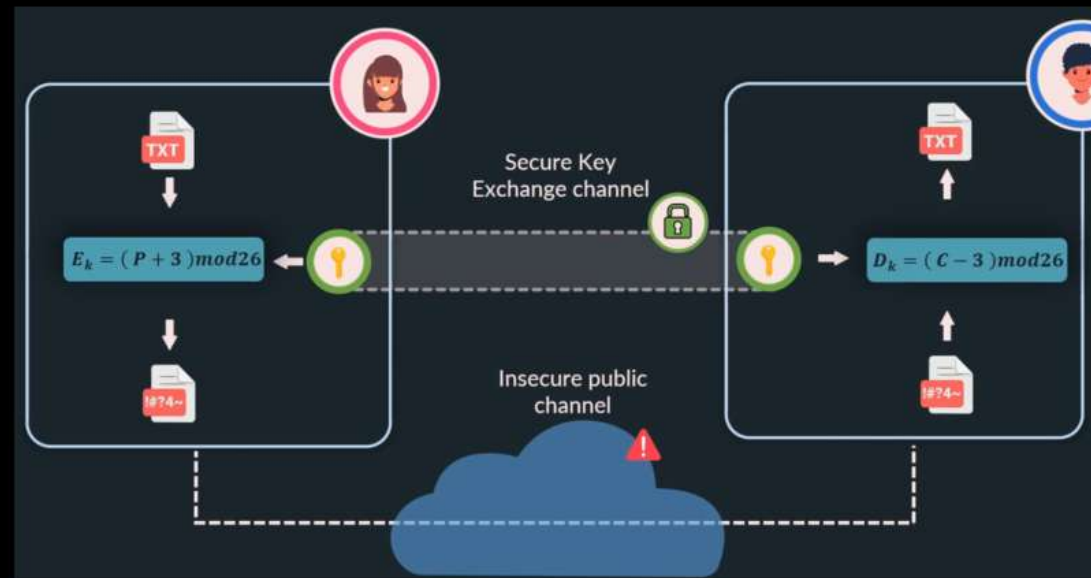 TXT
Secure Key
Exchange channel
TXT
E_k = ( P + 3 )mod26
D_k = ( C − 3 )mod26
!#?4~
Insecure public
channel
!#?4~